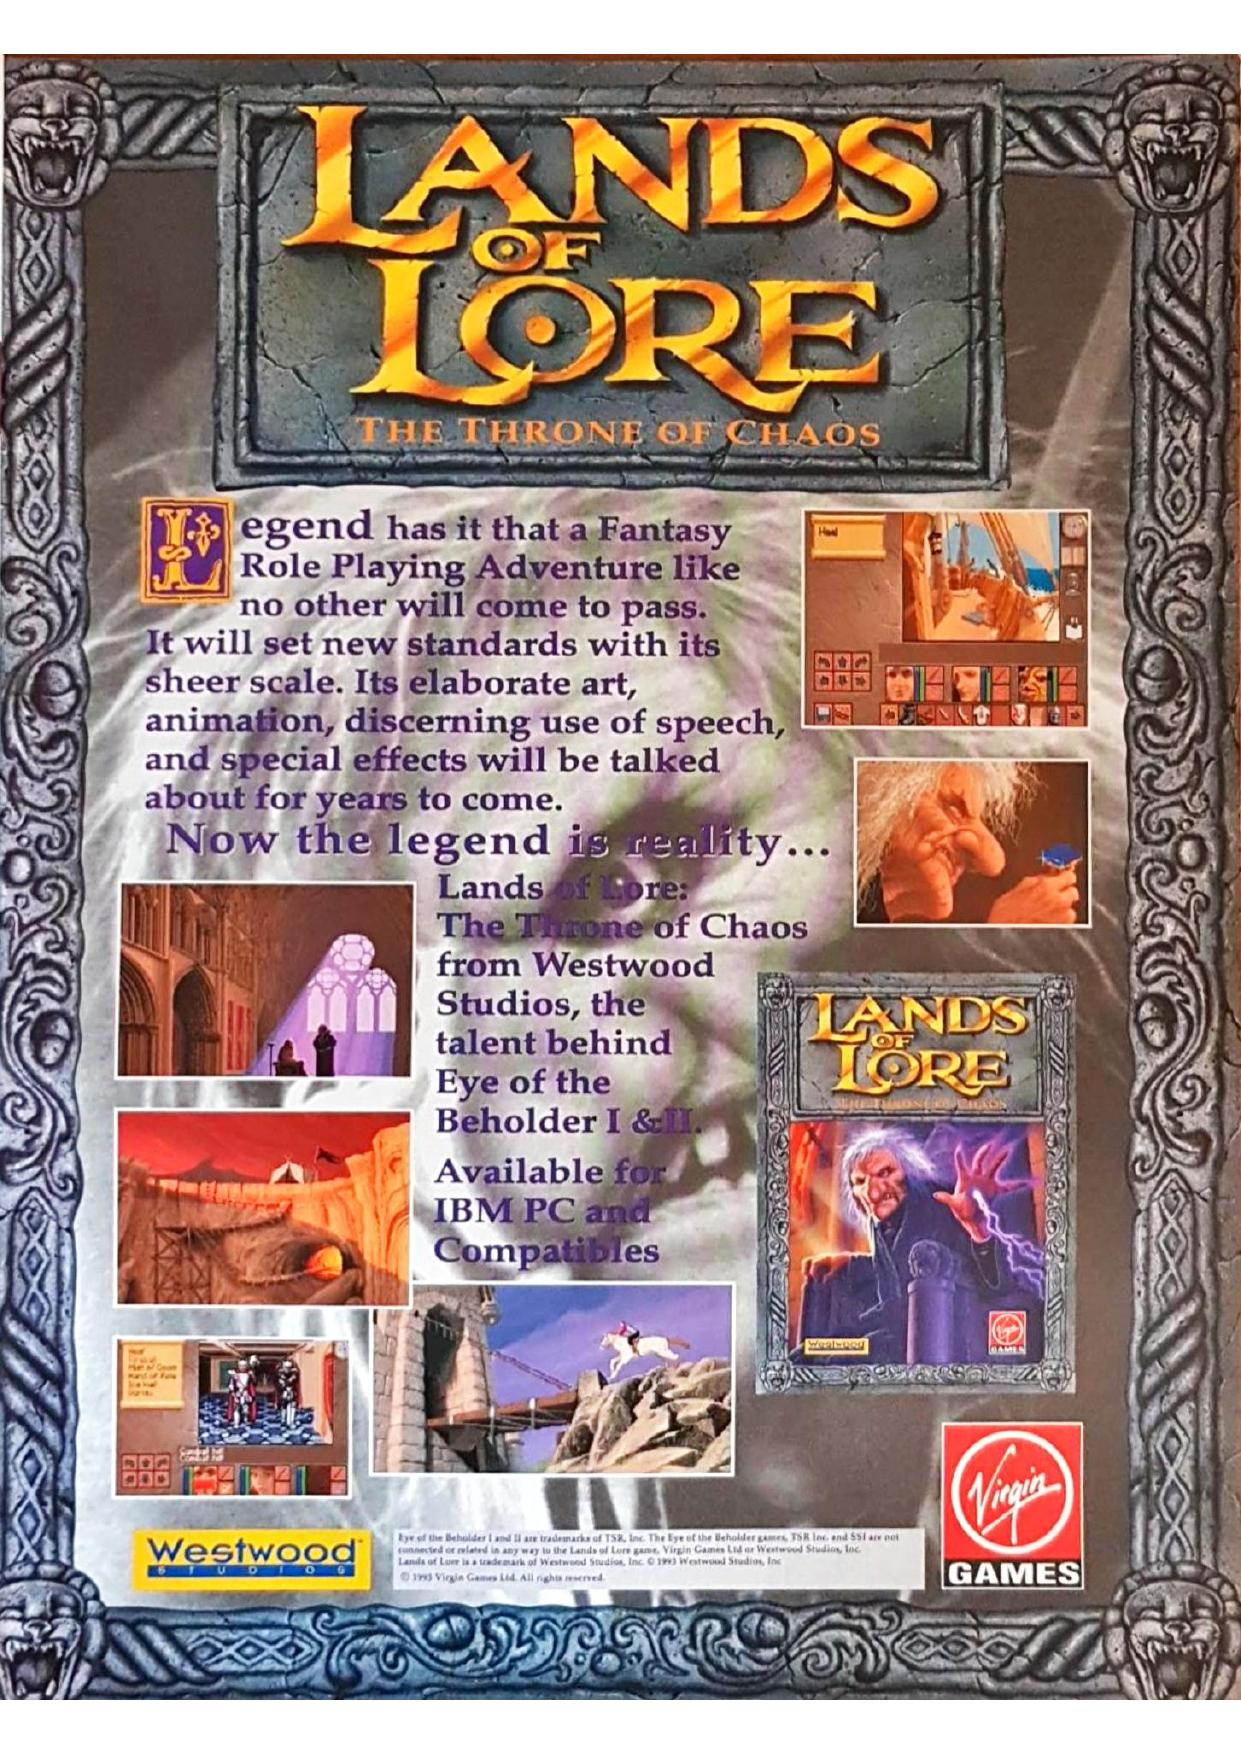 LANDS
OF
LORE
THE THRONE OF CHAOS
Legend has it that a Fantasy
Role Playing Adventure like
no other will come to pass.
It will set new standards with its
sheer scale. Its elaborate art,
animation, discerning use of speech,
and special effects will be talked
about for years to come.
Now the legend is reality...
Lands of Lore:
The Throne of Chaos
from Westwood
Studios, the
talent behind
Eye of the
Beholder I & II.
Available for
IBM PC and
Compatibles
Heal
LANDS
OF
LORE
THE THRONE OF CHAOS
Westwood
Virgin
GAMES
Westwood
STUDIOS
Eye of the Beholder I and II are trademarks of TSR, Inc. The Eye of the Beholder games, TSR Inc. and SSI are not
connected or related in any way to the Lands of Lore game, Virgin Games Ltd or Westwood Studios, Inc.
Lands of Lore is a trademark of Westwood Studios, Inc. © 1993 Westwood Studios, Inc
© 1993 Virgin Games Ltd. All rights reserved.
Virgin
GAMES